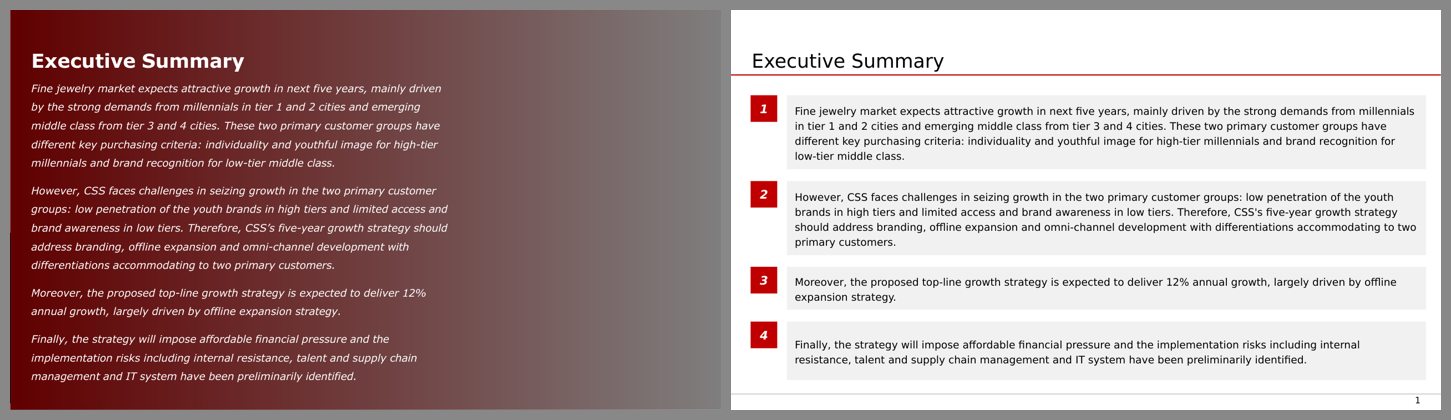 Executive Summary
Fine jewelry market expects attractive growth in next five years, mainly driven
by the strong demands from millennials in tier 1 and 2 cities and emerging
middle class from tier 3 and 4 cities. These two primary customer groups have
different key purchasing criteria: individuality and youthful image for high-tier
millennials and brand recognition for low-tier middle class.
However, CSS faces challenges in seizing growth in the two primary customer
groups: low penetration of the youth brands in high tiers and limited access and
brand awareness in low tiers. Therefore, CSS’s five-year growth strategy should
address branding, offline expansion and omni-channel development with
differentiations accommodating to two primary customers.
Moreover, the proposed top-line growth strategy is expected to deliver 12%
annual growth, largely driven by offline expansion strategy.
Finally, the strategy will impose affordable financial pressure and the
implementation risks including internal resistance, talent and supply chain
management and IT system have been preliminarily identified.
Executive Summary
1
Fine jewelry market expects attractive growth in next five years, mainly driven by the strong demands from millennials
in tier 1 and 2 cities and emerging middle class from tier 3 and 4 cities. These two primary customer groups have
different key purchasing criteria: individuality and youthful image for high-tier millennials and brand recognition for
low-tier middle class.
2
However, CSS faces challenges in seizing growth in the two primary customer groups: low penetration of the youth
brands in high tiers and limited access and brand awareness in low tiers. Therefore, CSS's five-year growth strategy
should address branding, offline expansion and omni-channel development with differentiations accommodating to two
primary customers.
3
Moreover, the proposed top-line growth strategy is expected to deliver 12% annual growth, largely driven by offline
expansion strategy.
4
Finally, the strategy will impose affordable financial pressure and the implementation risks including internal
resistance, talent and supply chain management and IT system have been preliminarily identified.
1